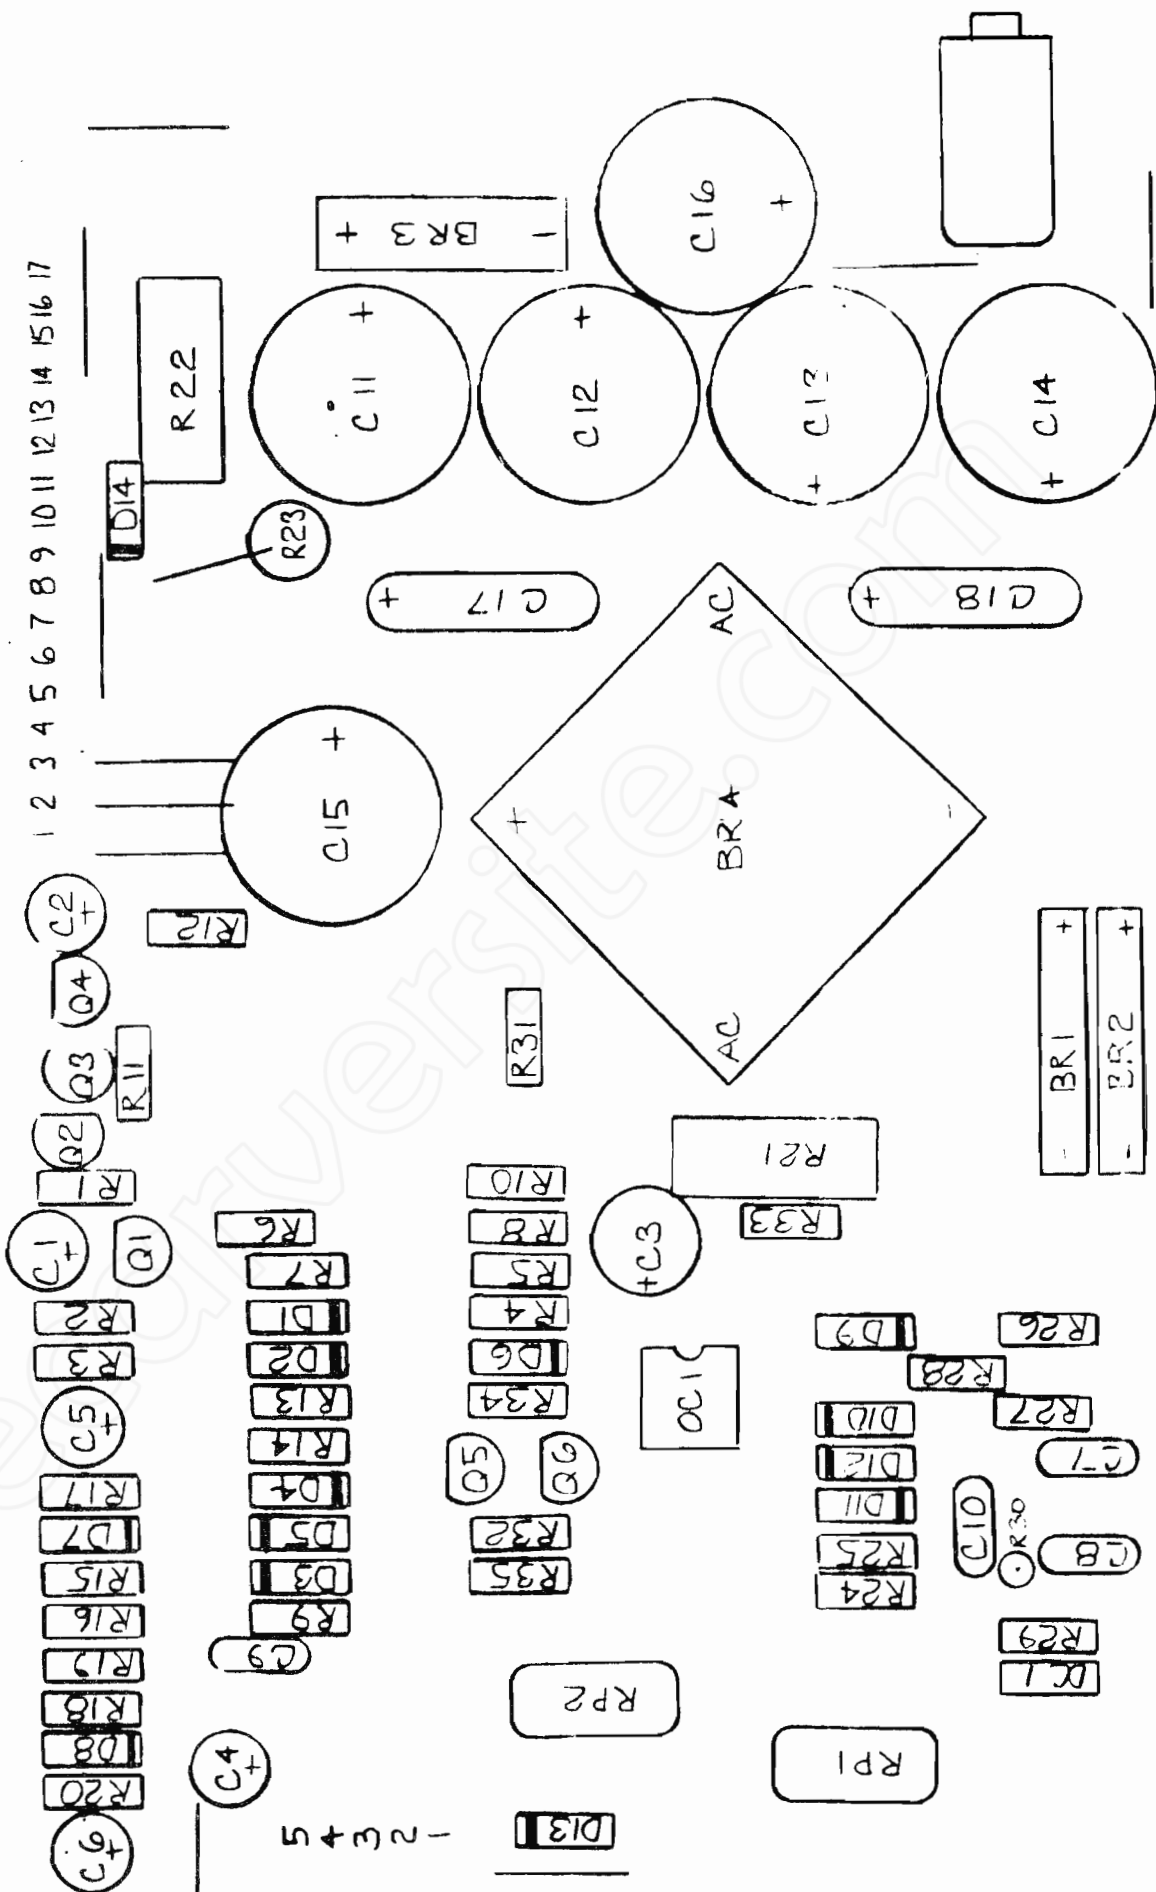 C16
+
BR3
+
-
1 2 3 4 5 6 7 8 9 10 11 12 13 14 15 16 17
R22
C11
+
C12
+
C13
+
C14
+
D14
R23
C17
+
C18
+
C15
+
BR4
AC
+
-
AC
C2
+
R12
Q4
Q3
R11
Q2
R31
BR1
+
-
BR2
+
-
R1
R10
R21
C1
+
Q1
R6
R8
+C3
R33
R7
R5
R2
D1
R4
D9
R26
R3
D2
D6
OC1
R28
R13
R34
D10
R27
C5
+
R14
Q5
Q6
D12
C7
R17
D4
D11
C10
R30
D7
D5
R32
R25
C8
R15
D3
R35
R24
R16
R9
R29
R19
C9
DC1
R18
RP2
D8
C4
+
RP1
R20
C6
+
5 4 3 2 1
D13
edrversite.com